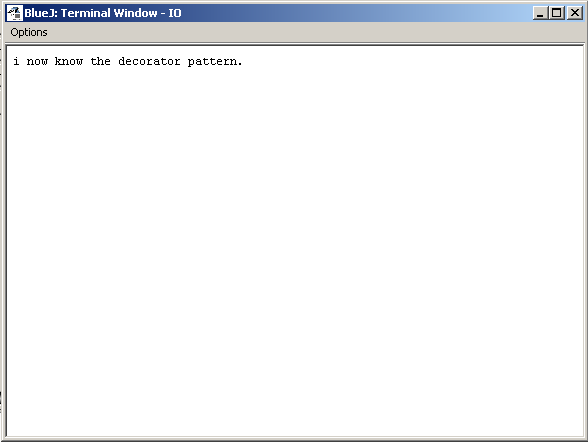 BlueJ: Terminal Window - IO
Options
i now know the decorator pattern.